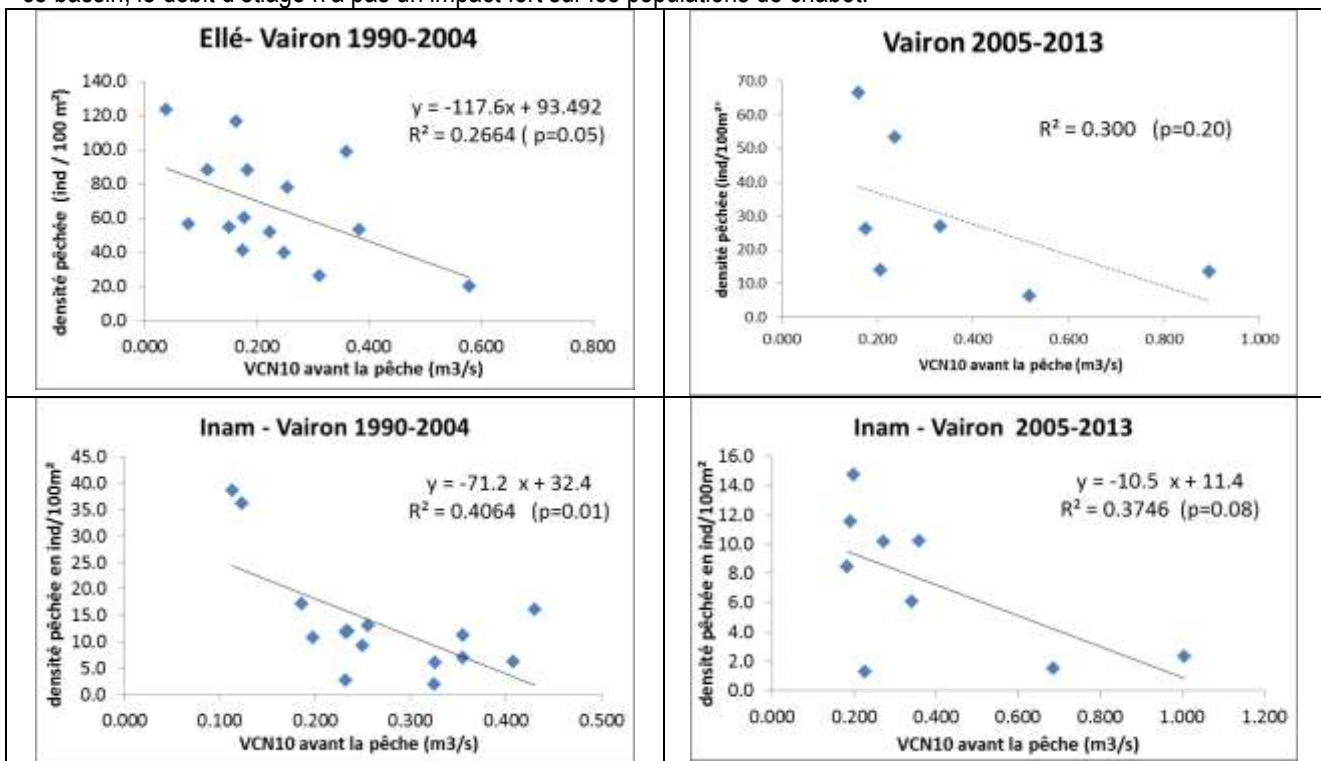 ce bassin, le débit d'étiage n'a pas un impact fort sur les populations de chabot.
Ellé- Vairon 1990-2004
densité pêchée (ind / 100 m²)
140.0
120.0
100.0
80.0
60.0
40.0
20.0
0.0
y = -117.6x + 93.492
R² = 0.2664 ( p=0.05)
0.000 0.200 0.400 0.600 0.800
VCN10 avant la pêche (m3/s)
Vairon 2005-2013
densité pêchée (ind/100m²
70.0
60.0
50.0
40.0
30.0
20.0
10.0
0.0
R² = 0.300 (p=0.20)
0.000 0.200 0.400 0.600 0.800 1.000
VCN10 avant la pêche (m3/s)
Inam - Vairon 1990-2004
densité pêchée en ind/100m²
45.0
40.0
35.0
30.0
25.0
20.0
15.0
10.0
5.0
0.0
y = -71.2 x + 32.4
R² = 0.4064 (p=0.01)
0.000 0.100 0.200 0.300 0.400 0.500
VCN10 avant la pêche (m3/s)
Inam - Vairon 2005-2013
densité pêchée en ind/100m²
16.0
14.0
12.0
10.0
8.0
6.0
4.0
2.0
0.0
y = -10.5 x + 11.4
R² = 0.3746 (p=0.08)
0.000 0.200 0.400 0.600 0.800 1.000 1.200
VCN10 avant la pêche (m3/s)